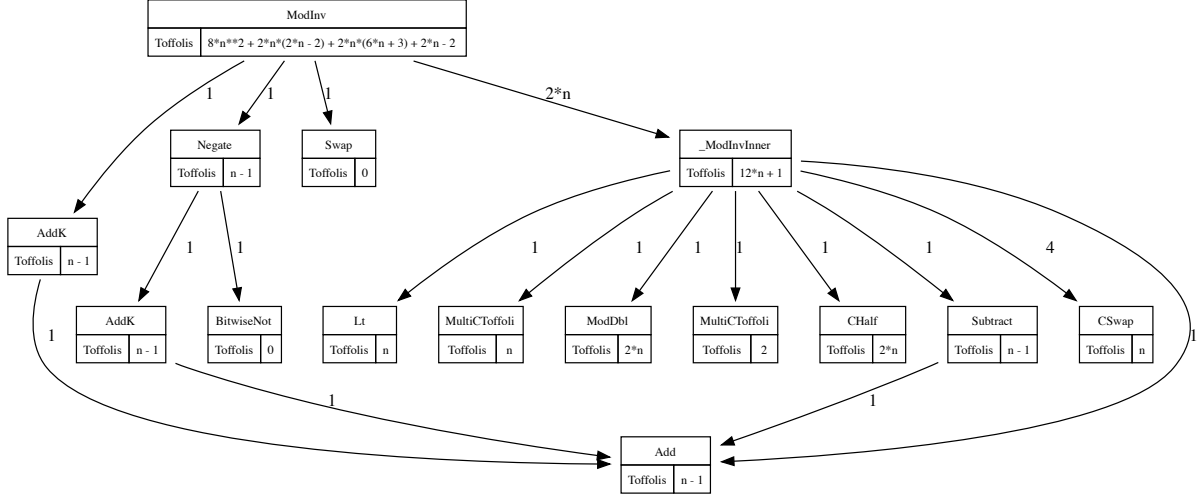 ModInv
Toffolis 8*n**2 + 2*n*(2*n - 2) + 2*n*(6*n + 3) + 2*n - 2
1 1 1 2*n
Negate Swap _ModInvInner
Toffolis n - 1 Toffolis 0 Toffolis 12*n + 1
AddK
Toffolis n - 1
1 1 1 1 1 1 1 1 4
AddK BitwiseNot Lt MultiCToffoli ModDbl MultiCToffoli CHalf Subtract CSwap
Toffolis n - 1 Toffolis 0 Toffolis n Toffolis n Toffolis 2*n Toffolis 2 Toffolis 2*n Toffolis n - 1 Toffolis n
1 1
1 1
Add
Toffolis n - 1